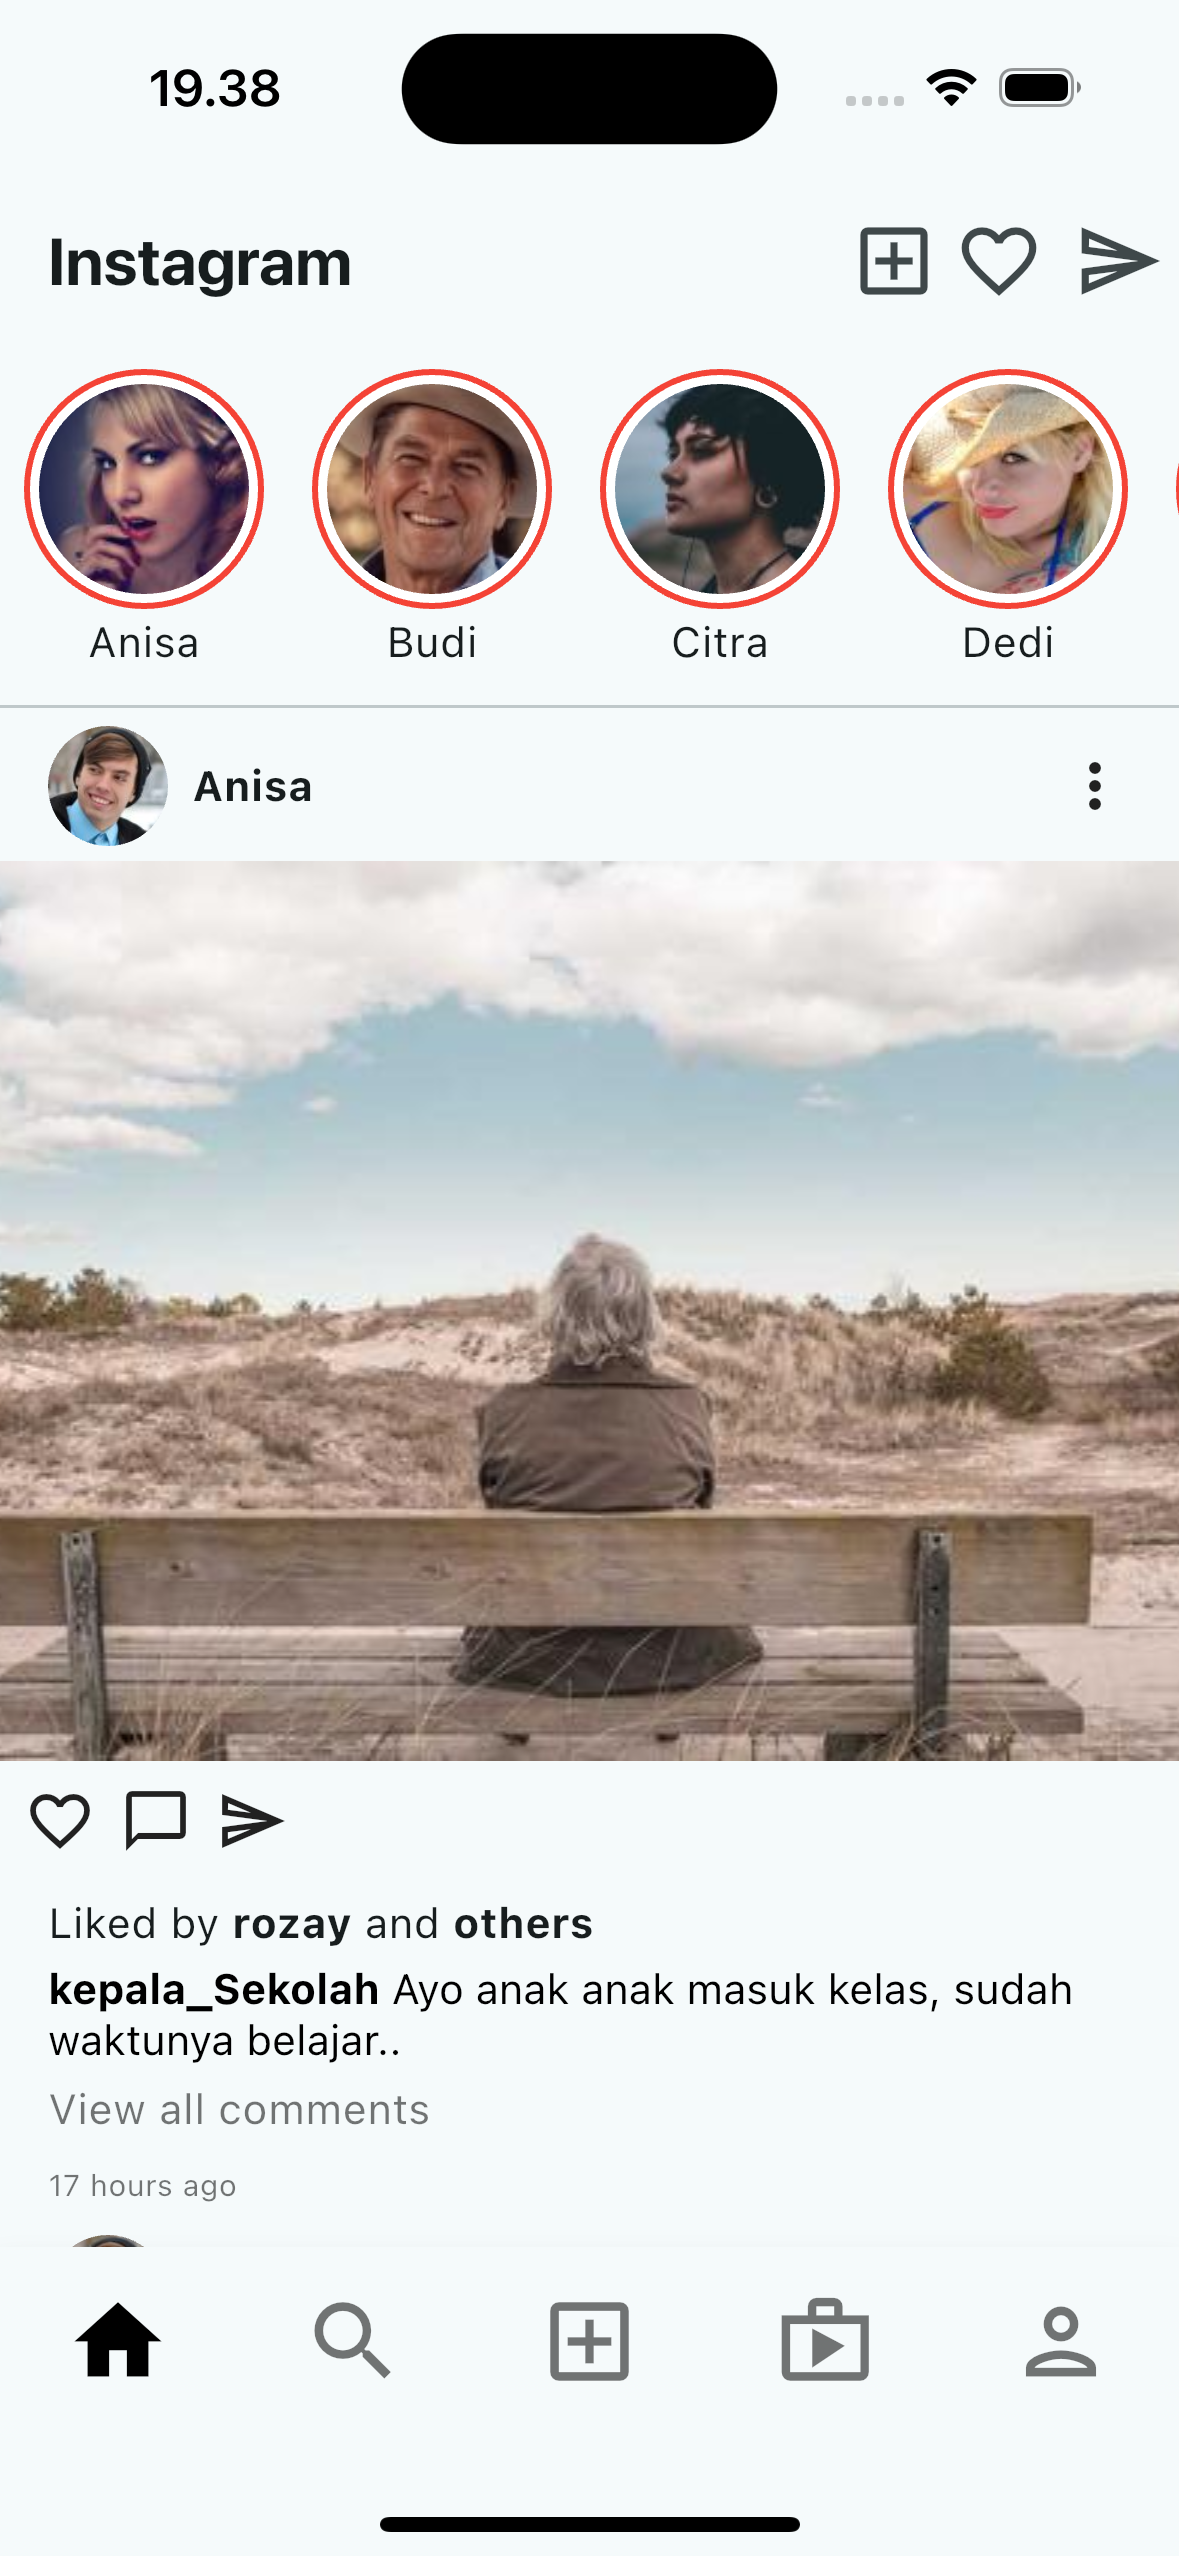 19.38
Instagram
Anisa
Budi
Citra
Dedi
Anisa
Liked by rozay and others
kepala_Sekolah Ayo anak anak masuk kelas, sudah
waktunya belajar..
View all comments
17 hours ago